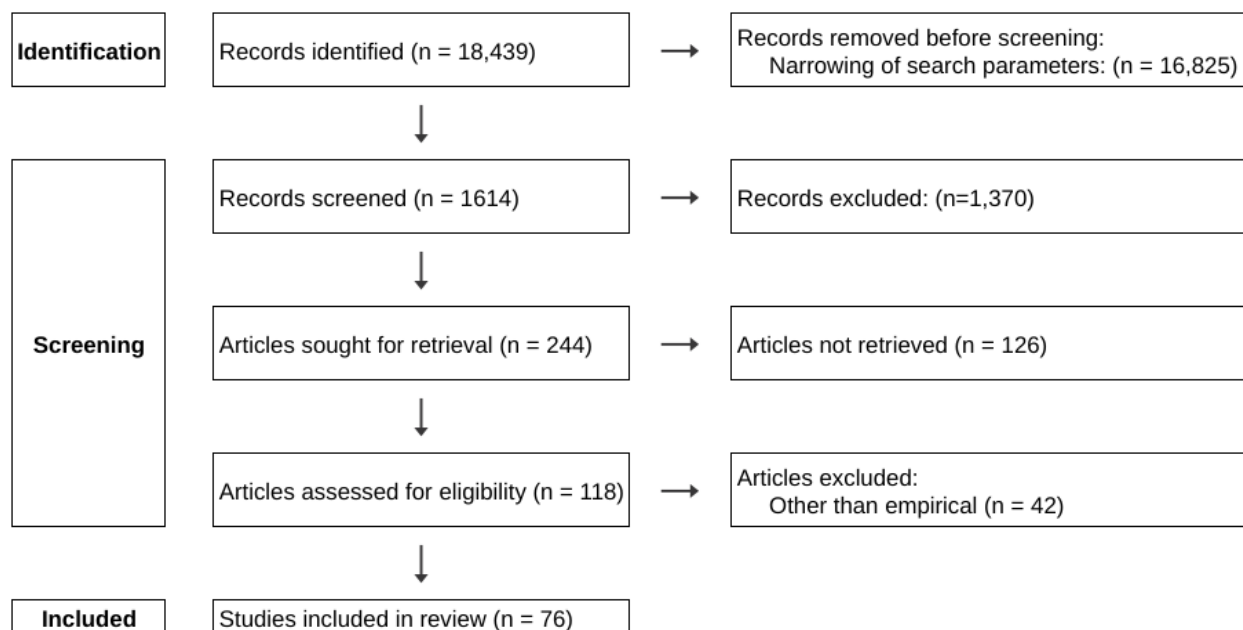 Identification
Records identified (n = 18,439)
Records removed before screening:
Narrowing of search parameters: (n = 16,825)
Screening
Records screened (n = 1614)
Records excluded: (n=1,370)
Articles sought for retrieval (n = 244)
Articles not retrieved (n = 126)
Articles assessed for eligibility (n = 118)
Articles excluded:
Other than empirical (n = 42)
Included
Studies included in review (n = 76)